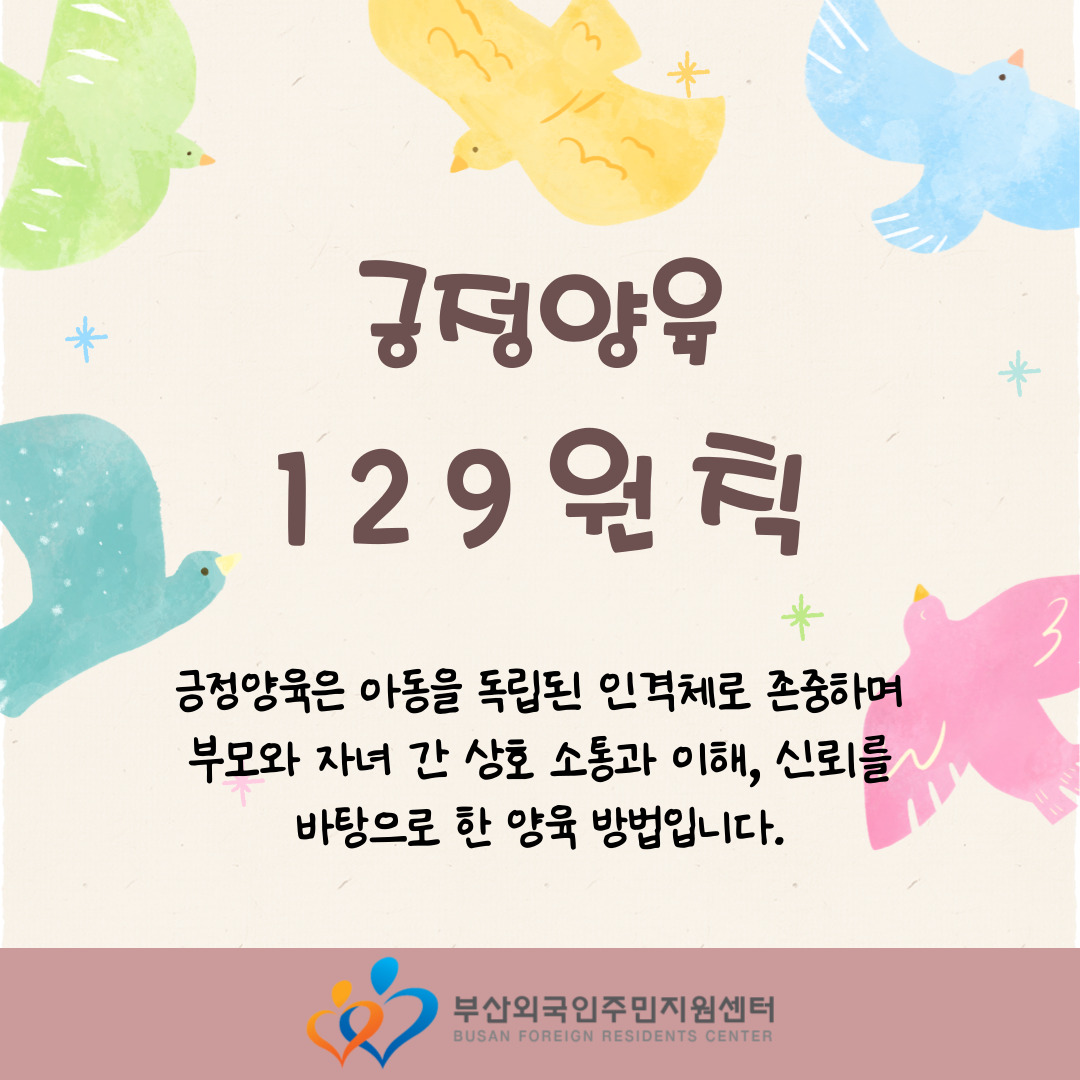 긍정양육
129원칙
긍정양육은 아동을 독립된 인격체로 존중하며
부모와 자녀 간 상호 소통과 이해, 신뢰를
바탕으로 한 양육 방법입니다.
부산외국인주민지원센터
BUSAN FOREIGN RESIDENTS CENTER